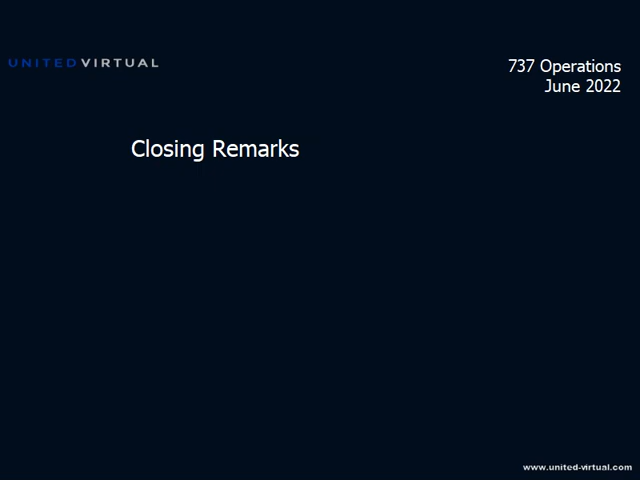 UNITEDVIRTUAL
737 Operations
June 2022
Closing Remarks
www.united-virtual.com